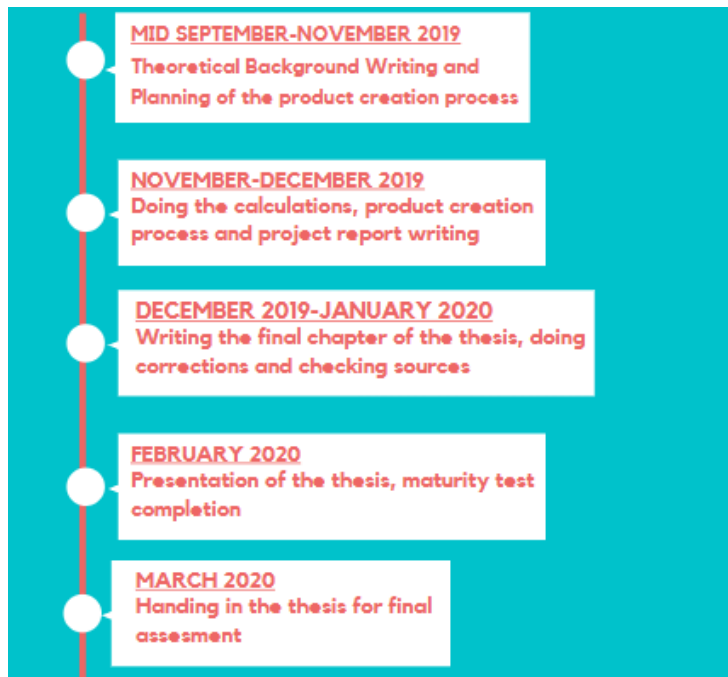 MID SEPTEMBER-NOVEMBER 2019
Theoretical Background Writing and
Planning of the product creation process
NOVEMBER-DECEMBER 2019
Doing the calculations, product creation
process and project report writing
DECEMBER 2019-JANUARY 2020
Writing the final chapter of the thesis, doing
corrections and checking sources
FEBRUARY 2020
Presentation of the thesis, maturity test
completion
MARCH 2020
Handing in the thesis for final
assesment